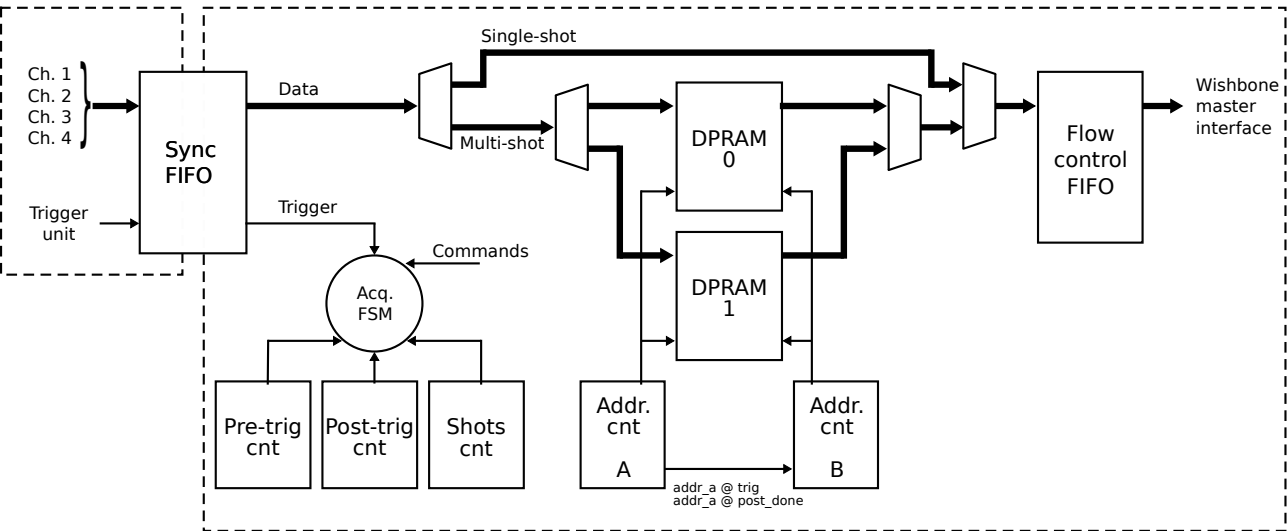 Single-shot
Ch. 1
Ch. 2
Ch. 3
Ch. 4
Data
Multi-shot
Sync
FIFO
DPRAM
0
Flow
control
FIFO
Wishbone
master
interface
Trigger
unit
Trigger
Commands
Acq.
FSM
DPRAM
1
Pre-trig
cnt
Post-trig
cnt
Shots
cnt
Addr.
cnt
A
Addr.
cnt
B
addr_a @ trig
addr_a @ post_done